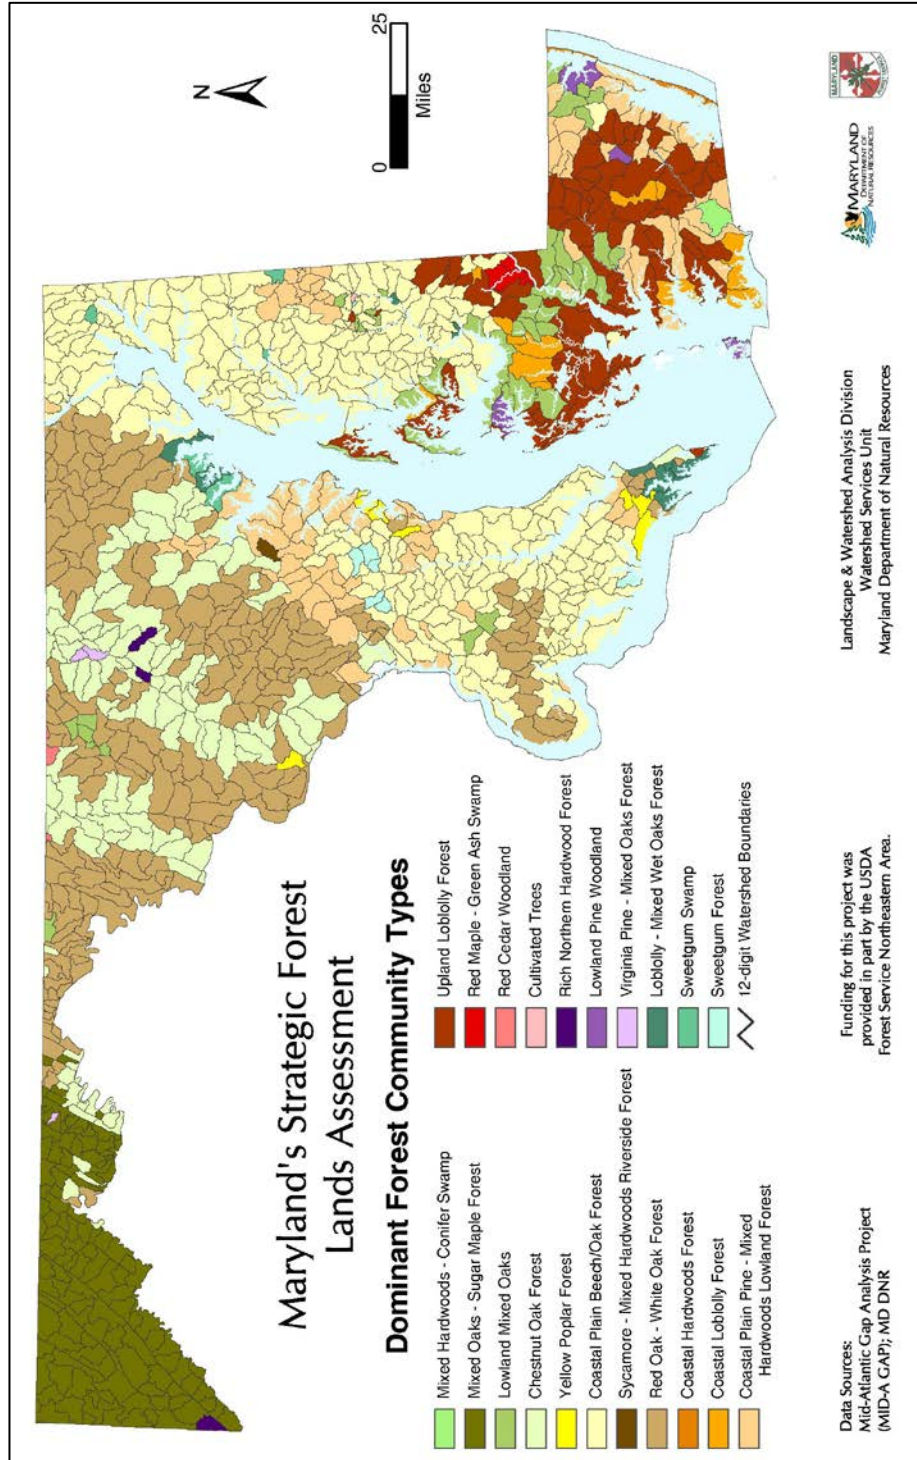 Maryland's Strategic Forest
Lands Assessment
Dominant Forest Community Types
Mixed Hardwoods - Conifer Swamp
Mixed Oaks - Sugar Maple Forest
Lowland Mixed Oaks
Chestnut Oak Forest
Yellow Poplar Forest
Coastal Plain Beech/Oak Forest
Sycamore - Mixed Hardwoods Riverside Forest
Red Oak - White Oak Forest
Coastal Hardwoods Forest
Coastal Loblolly Forest
Coastal Plain Pine - Mixed
Hardwoods Lowland Forest
Upland Loblolly Forest
Red Maple - Green Ash Swamp
Red Cedar Woodland
Cultivated Trees
Rich Northern Hardwood Forest
Lowland Pine Woodland
Virginia Pine - Mixed Oaks Forest
Loblolly - Mixed Wet Oaks Forest
Sweetgum Swamp
Sweetgum Forest
12-digit Watershed Boundaries
N
0 25
Miles
Data Sources:
Mid-Atlantic Gap Analysis Project
(MID-A GAP); MD DNR
Funding for this project was
provided in part by the USDA
Forest Service Northeastern Area.
Landscape & Watershed Analysis Division
Watershed Services Unit
Maryland Department of Natural Resources
MARYLAND
DEPARTMENT OF
NATURAL RESOURCES
MARYLAND